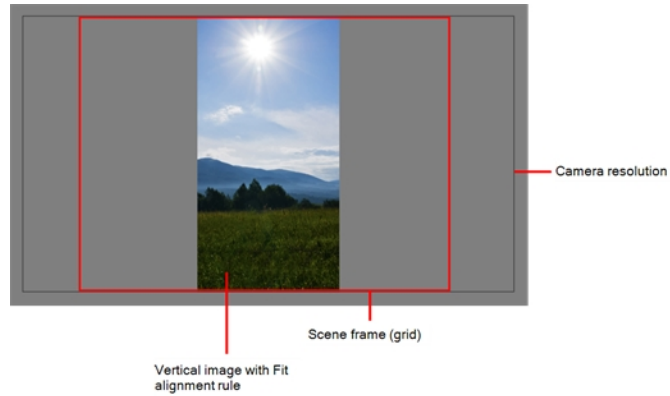 Camera resolution
Scene frame (grid)
Vertical image with Fit
alignment rule